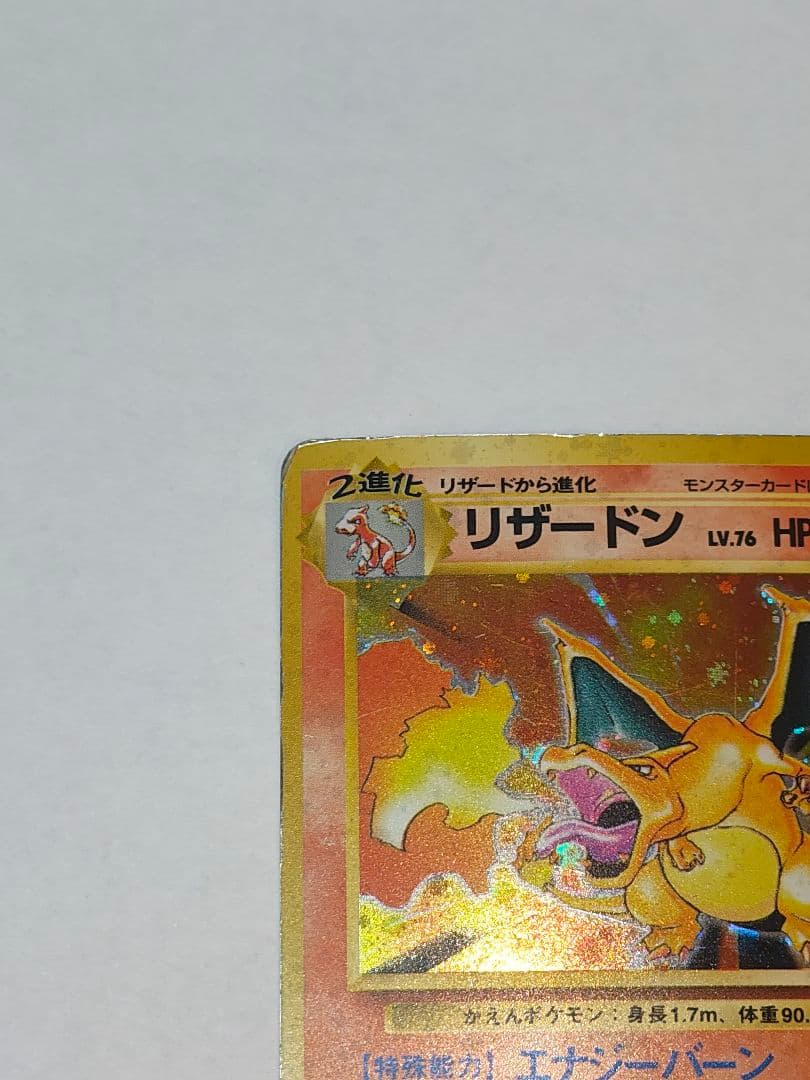 2進化 リザードから進化 モンスターカード
リザードン LV.76 HP
かえんポケモン:身長1.7m、体重90.
【特殊能力】エナジーバーン